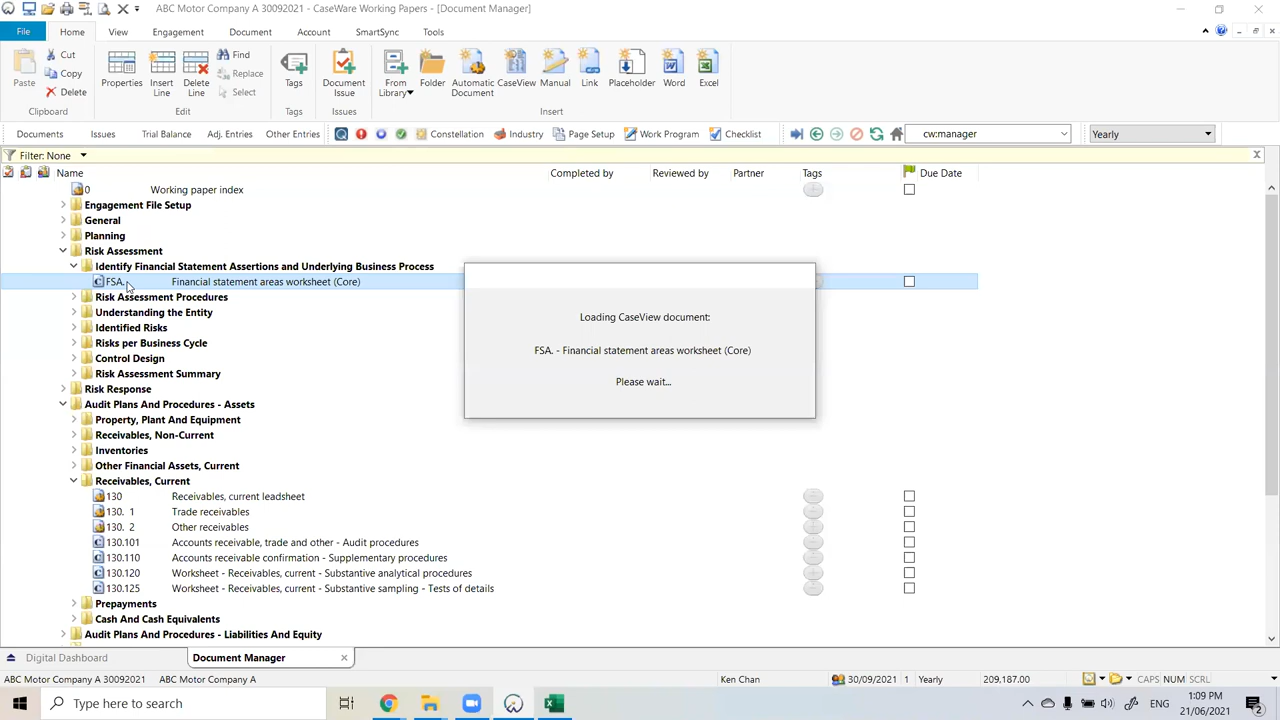 ABC Motor Company A 30092021 - CaseWare Working Papers - [Document Manager]
File Home View Engagement Document Account SmartSync Tools
Paste Cut Copy Delete Clipboard
Properties Insert Line Delete Line Find Replace Select Edit
Tags Tags
Document Issue Issues
From Library Folder Automatic Document CaseView Manual Link Placeholder Word Excel Insert
Documents Issues Trial Balance Adj. Entries Other Entries Constellation Industry Page Setup Work Program Checklist cw:manager Yearly
Filter: None
Name Completed by Reviewed by Partner Tags Due Date
0 Working paper index
Engagement File Setup
General
Planning
Risk Assessment
Identify Financial Statement Assertions and Underlying Business Process
FSA. Financial statement areas worksheet (Core)
Risk Assessment Procedures
Understanding the Entity
Identified Risks
Risks per Business Cycle
Control Design
Risk Assessment Summary
Risk Response
Audit Plans And Procedures - Assets
Property, Plant And Equipment
Receivables, Non-Current
Inventories
Other Financial Assets, Current
Receivables, Current
130 Receivables, current leadsheet
130. 1 Trade receivables
130. 2 Other receivables
130.101 Accounts receivable, trade and other - Audit procedures
130.110 Accounts receivable confirmation - Supplementary procedures
130.120 Worksheet - Receivables, current - Substantive analytical procedures
130.125 Worksheet - Receivables, current - Substantive sampling - Tests of details
Prepayments
Cash And Cash Equivalents
Audit Plans And Procedures - Liabilities And Equity
Loading CaseView document:
FSA. - Financial statement areas worksheet (Core)
Please wait...
Digital Dashboard Document Manager
ABC Motor Company A 30092021 ABC Motor Company A Ken Chan 30/09/2021 1 Yearly 209,187.00 CAPS NUM SCRL
Type here to search ENG 1:09 PM
21/06/2021 2